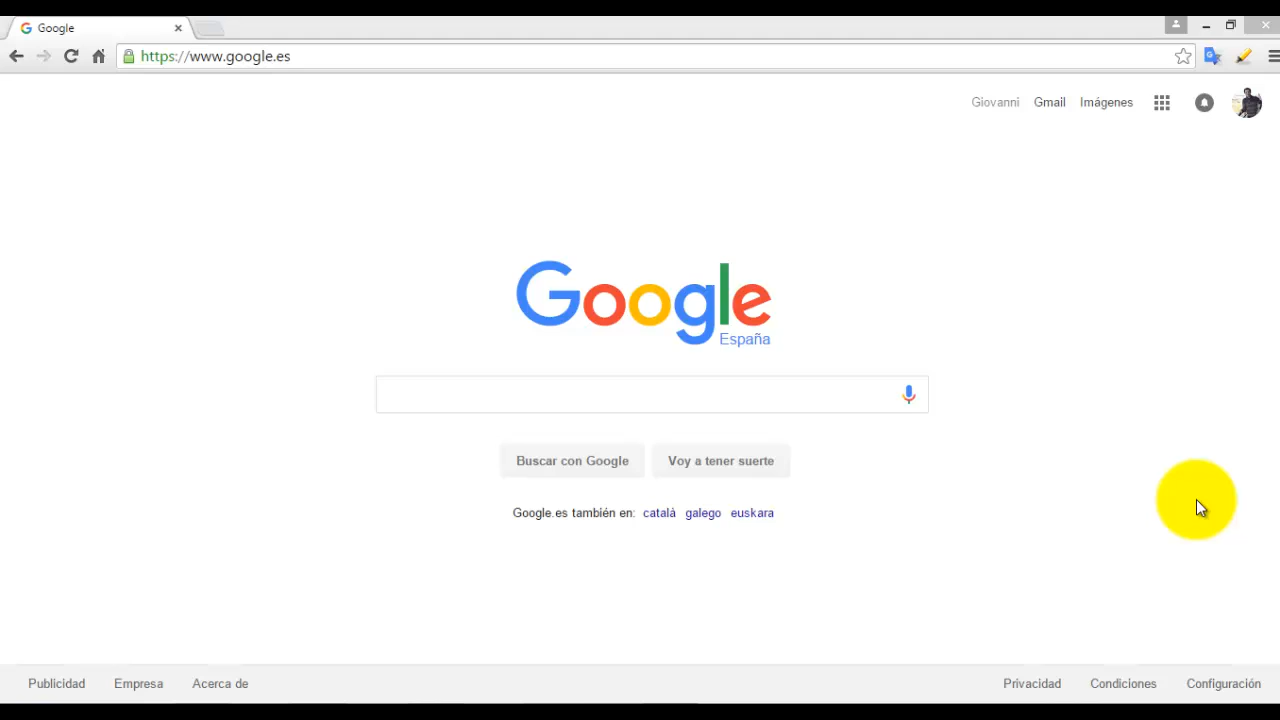 Google
https://www.google.es
Giovanni Gmail Imágenes
Google
España
Buscar con Google Voy a tener suerte
Google.es también en: català galego euskara
Publicidad Empresa Acerca de Privacidad Condiciones Configuración